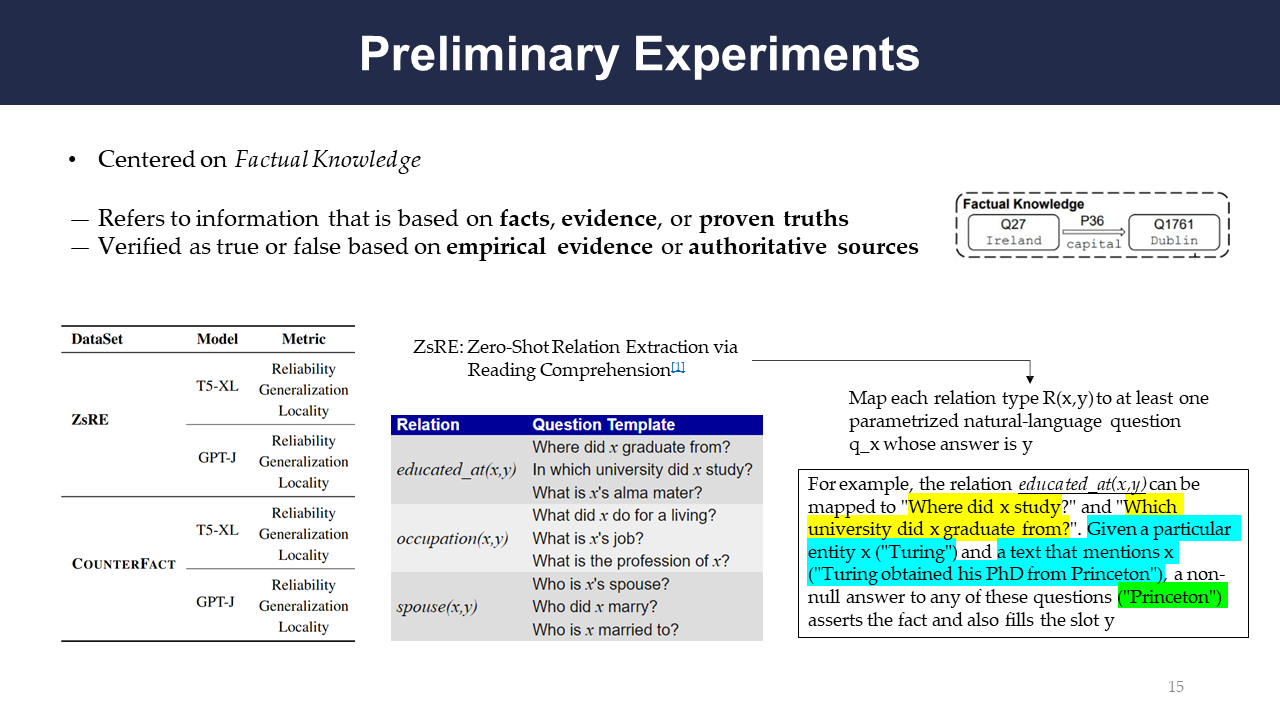 Preliminary Experiments
• Centered on Factual Knowledge
— Refers to information that is based on facts, evidence, or proven truths
— Verified as true or false based on empirical evidence or authoritative sources
Factual Knowledge
Q27 P36 Q1761
Ireland capital Dublin
DataSet Model Metric
ZsRE
T5-XL
Reliability
Generalization
Locality
GPT-J
Reliability
Generalization
Locality
COUNTERFACT
T5-XL
Reliability
Generalization
Locality
GPT-J
Reliability
Generalization
Locality
ZsRE: Zero-Shot Relation Extraction via
Reading Comprehension[1]
Relation Question Template
educated_at(x,y)
Where did x graduate from?
In which university did x study?
What is x's alma mater?
occupation(x,y)
What did x do for a living?
What is x's job?
What is the profession of x?
spouse(x,y)
Who is x's spouse?
Who did x marry?
Who is x married to?
Map each relation type R(x,y) to at least one
parametrized natural-language question
q_x whose answer is y
For example, the relation educated_at(x,y) can be
mapped to "Where did x study?" and "Which
university did x graduate from?". Given a particular
entity x ("Turing") and a text that mentions x
("Turing obtained his PhD from Princeton"), a non-
null answer to any of these questions ("Princeton")
asserts the fact and also fills the slot y
15